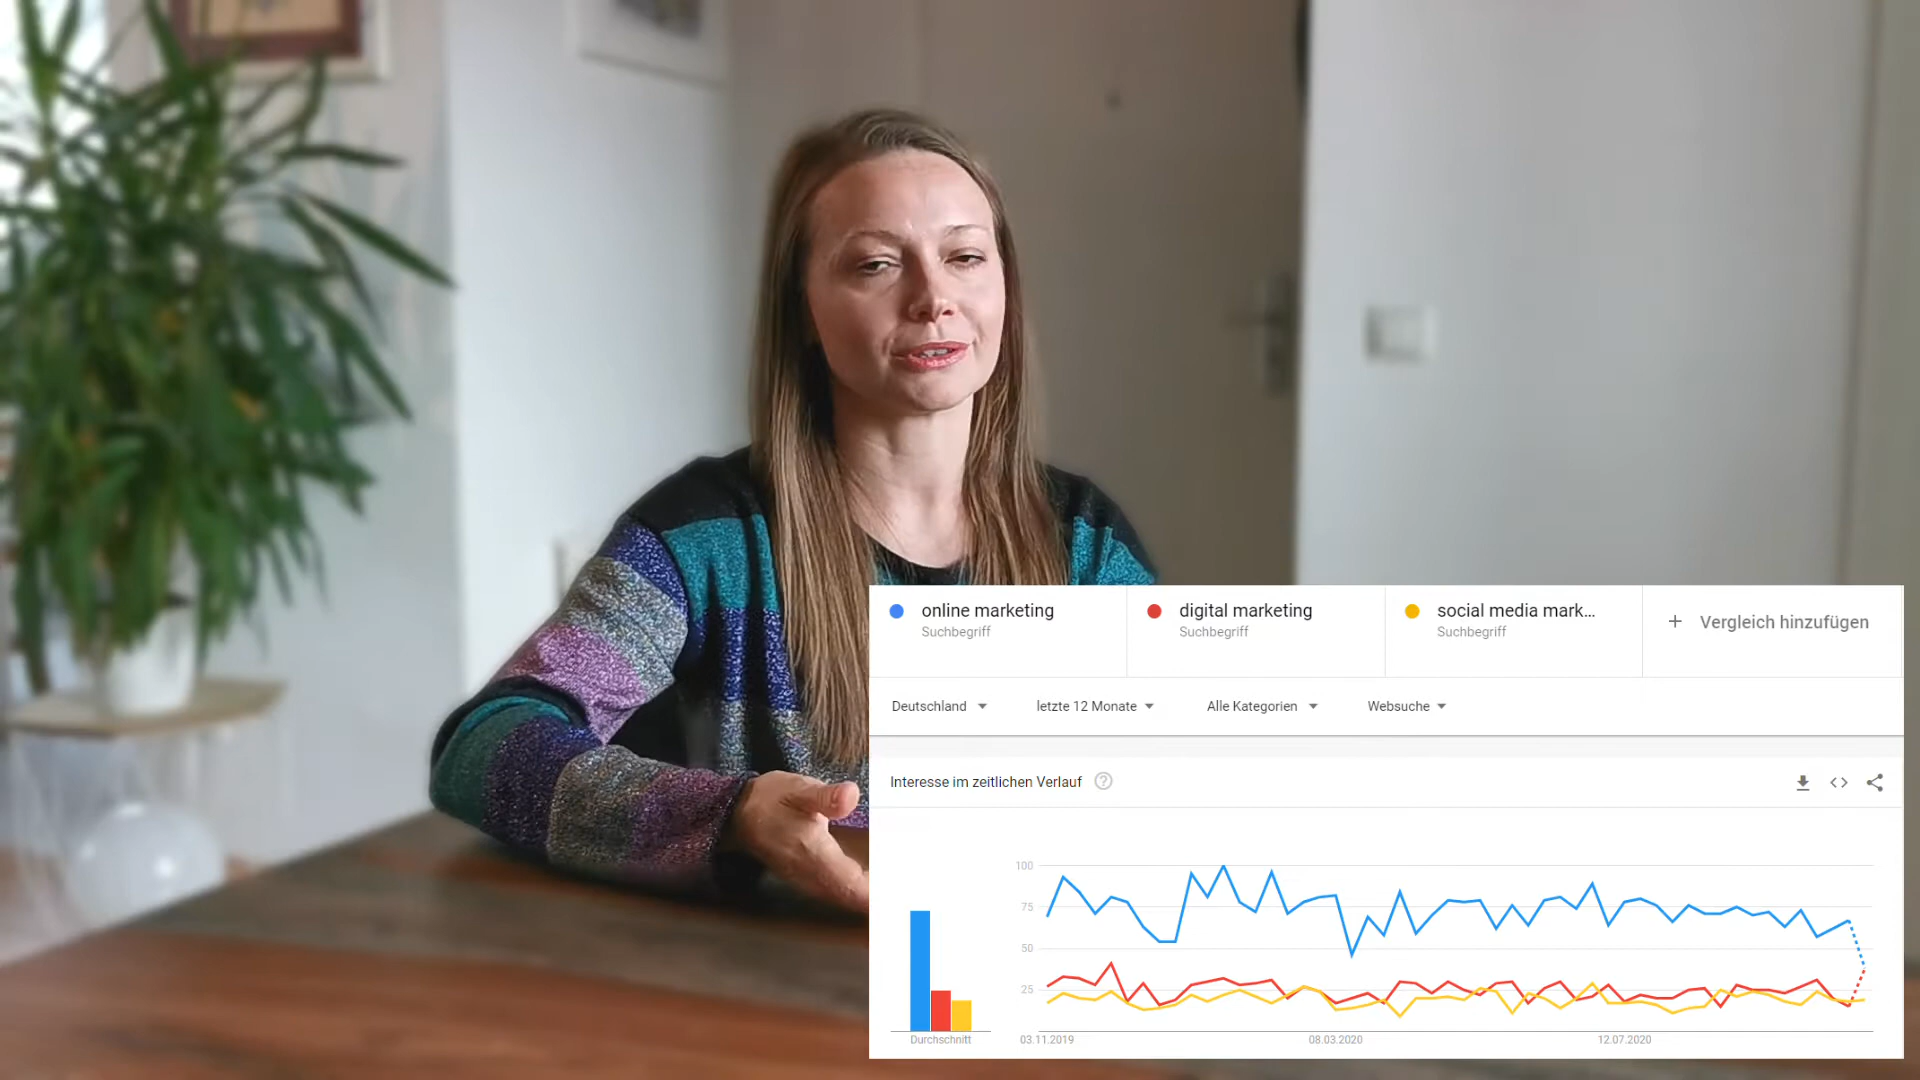 online marketing
Suchbegriff
digital marketing
Suchbegriff
social media mark...
Suchbegriff
+ Vergleich hinzufügen
Deutschland
letzte 12 Monate
Alle Kategorien
Websuche
Interesse im zeitlichen Verlauf
100
75
50
25
Durchschnitt
03.11.2019
08.03.2020
12.07.2020